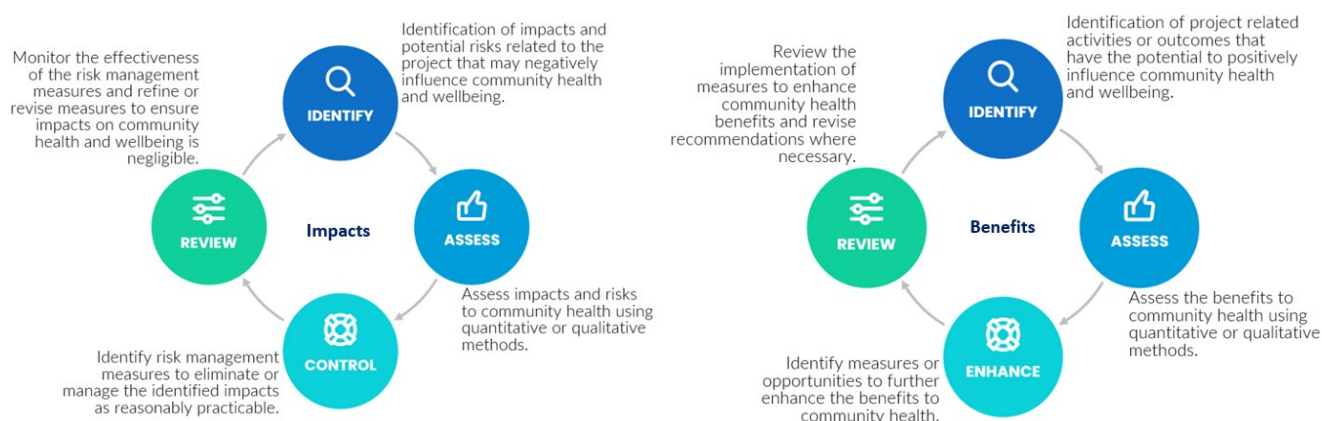 Identification of impacts and
potential risks related to the
project that may negatively
influence community health
and wellbeing.
Monitor the effectiveness
of the risk management
measures and refine or
revise measures to ensure
impacts on community
health and wellbeing is
negligible.
IDENTIFY
REVIEW
Impacts
ASSESS
Assess impacts and risks
to community health using
quantitative or qualitative
methods.
CONTROL
Identify risk management
measures to eliminate or
manage the identified impacts
as reasonably practicable.
Identification of project related
activities or outcomes that
have the potential to positively
influence community health
and wellbeing.
Review the
implementation of
measures to enhance
community health
benefits and revise
recommendations where
necessary.
IDENTIFY
REVIEW
Benefits
ASSESS
Assess the benefits to
community health using
quantitative or qualitative
methods.
ENHANCE
Identify measures or
opportunities to further
enhance the benefits to
community health.